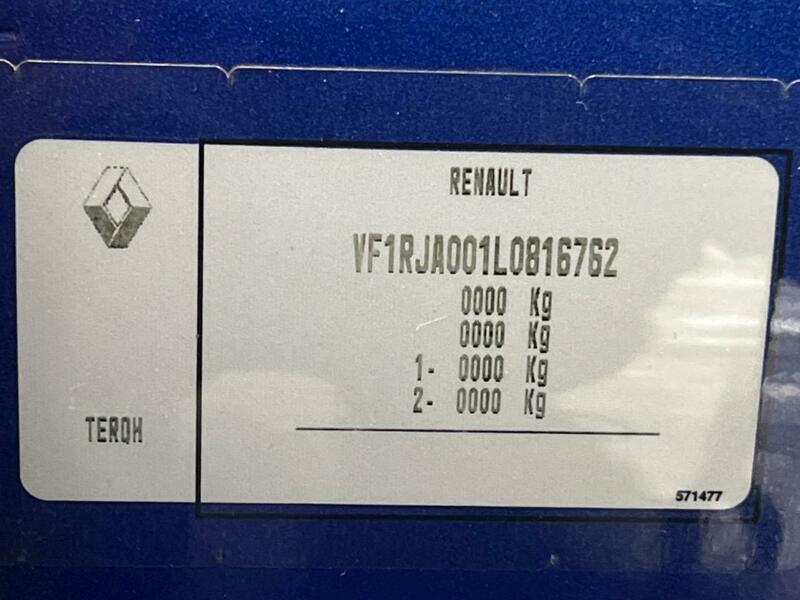 RENAULT
VF1RJA001L0816762
0000 Kg
0000 Kg
1- 0000 Kg
2- 0000 Kg
TERQH
571477